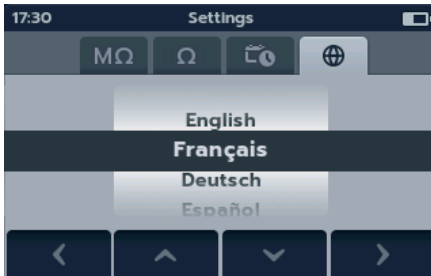 17:30 Settings
MΩ Ω
English
Français
Deutsch
Español